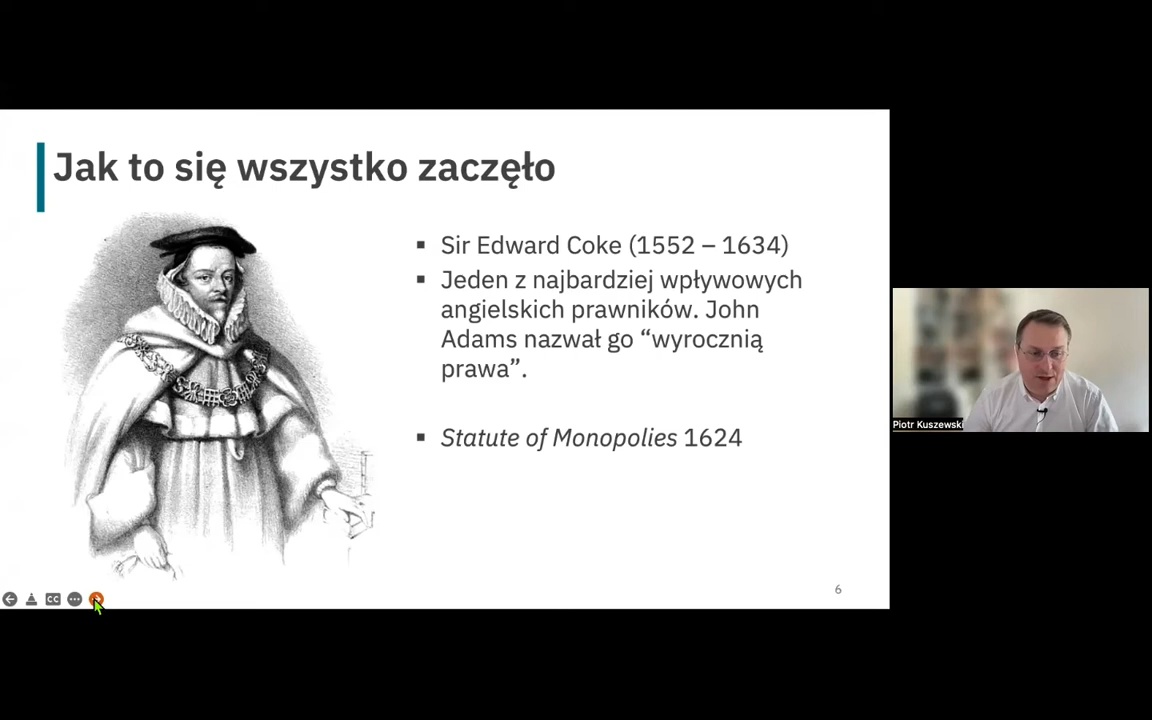 Jak to się wszystko zaczęło
▪ Sir Edward Coke (1552 – 1634)
▪ Jeden z najbardziej wpływowych
angielskich prawników. John
Adams nazwał go “wyrocznią
prawa”.
▪ Statute of Monopolies 1624
Piotr Kuszewski
CC
6